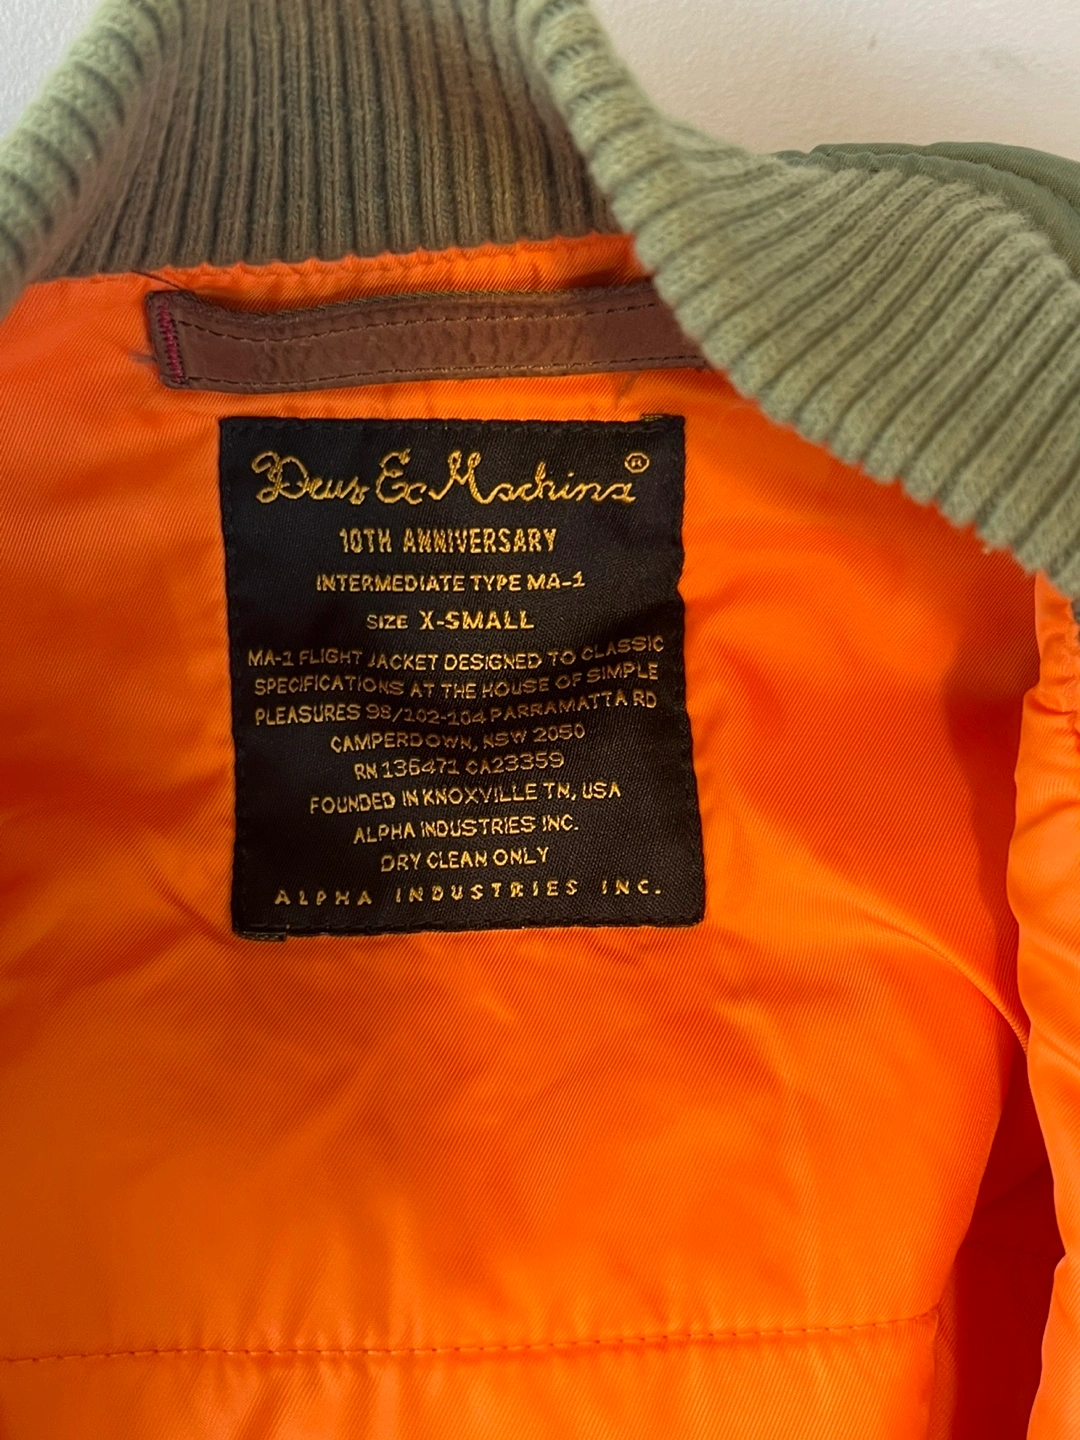 Deus Ex Machina ®
10TH ANNIVERSARY
INTERMEDIATE TYPE MA-1
SIZE X-SMALL
MA-1 FLIGHT JACKET DESIGNED TO CLASSIC
SPECIFICATIONS AT THE HOUSE OF SIMPLE
PLEASURES 98/102-104 PARRAMATTA RD
CAMPERDOWN, NSW 2050
RN 136471 CA23359
FOUNDED IN KNOXVILLE TN, USA
ALPHA INDUSTRIES INC.
DRY CLEAN ONLY
ALPHA INDUSTRIES INC.